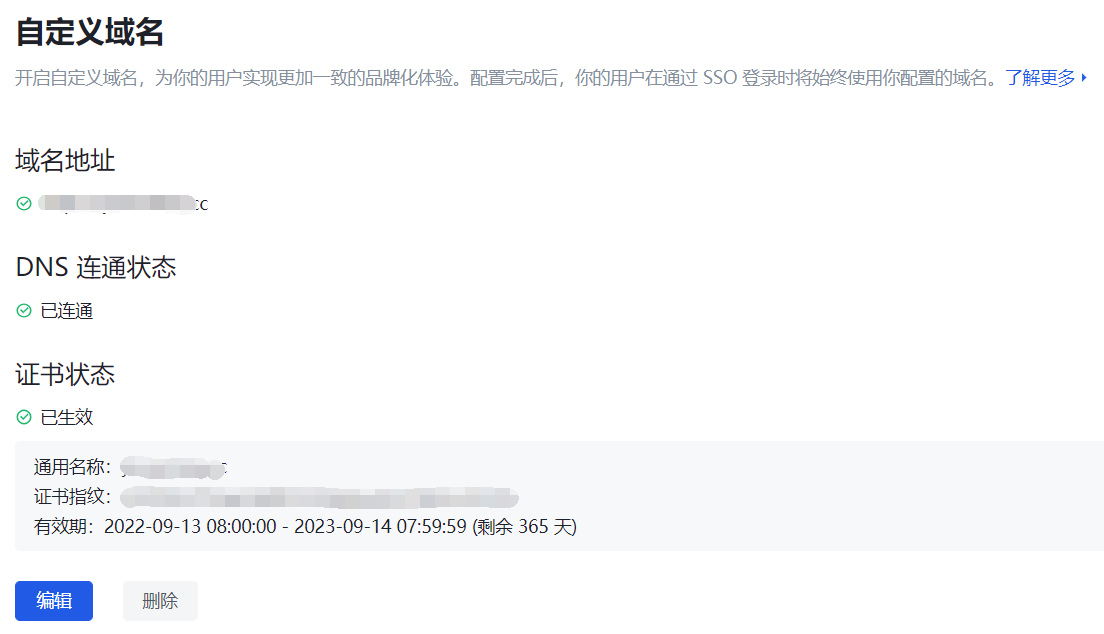 自定义域名
开启自定义域名，为你的用户实现更加一致的品牌化体验。配置完成后，你的用户在通过 SSO 登录时将始终使用你配置的域名。了解更多
域名地址
DNS 连通状态
已连通
证书状态
已生效
通用名称：
证书指纹：
有效期：2022-09-13 08:00:00 - 2023-09-14 07:59:59 (剩余 365 天)
编辑 删除